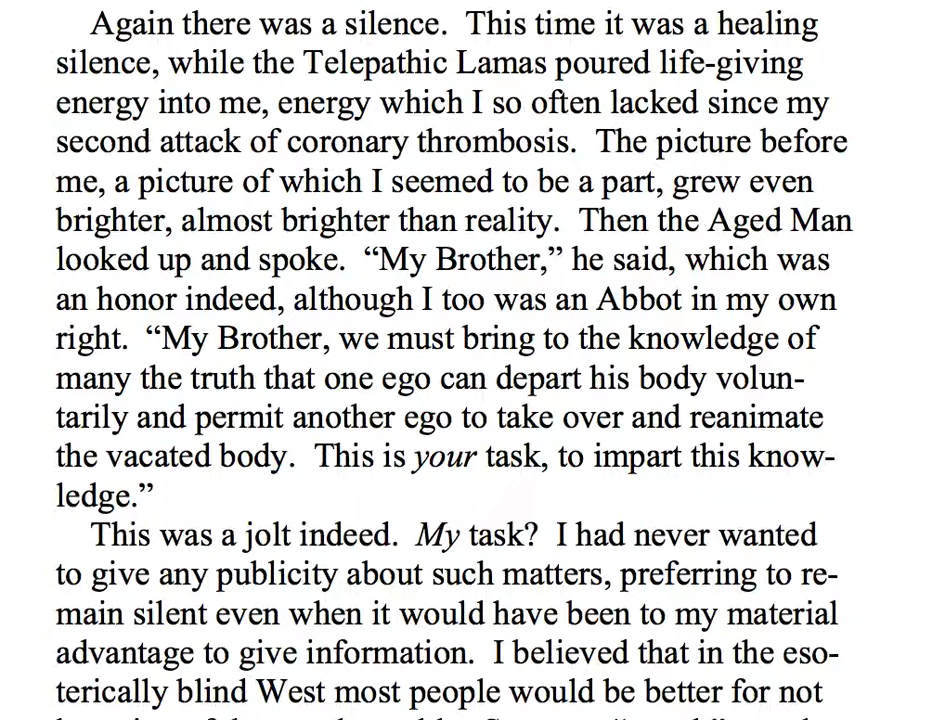 Again there was a silence. This time it was a healing
silence, while the Telepathic Lamas poured life-giving
energy into me, energy which I so often lacked since my
second attack of coronary thrombosis. The picture before
me, a picture of which I seemed to be a part, grew even
brighter, almost brighter than reality. Then the Aged Man
looked up and spoke. “My Brother,” he said, which was
an honor indeed, although I too was an Abbot in my own
right. “My Brother, we must bring to the knowledge of
many the truth that one ego can depart his body volun-
tarily and permit another ego to take over and reanimate
the vacated body. This is your task, to impart this know-
ledge.”
This was a jolt indeed. My task? I had never wanted
to give any publicity about such matters, preferring to re-
main silent even when it would have been to my material
advantage to give information. I believed that in the eso-
terically blind West most people would be better for not